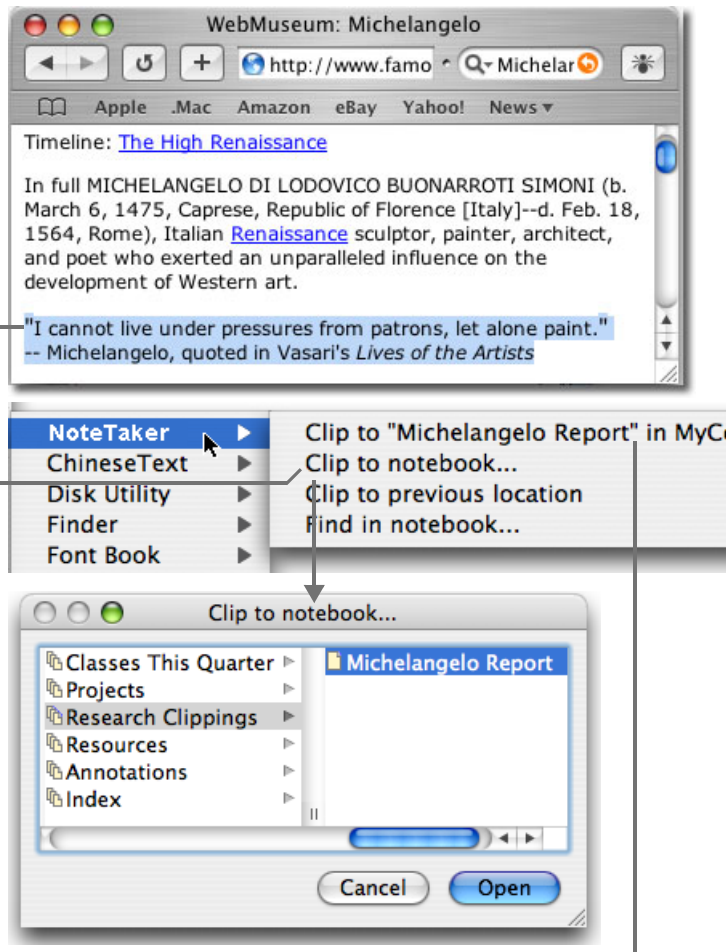 WebMuseum: Michelangelo
http://www.famo
Michelar
Apple .Mac Amazon eBay Yahoo! News
Timeline: The High Renaissance
In full MICHELANGELO DI LODOVICO BUONARROTI SIMONI (b.
March 6, 1475, Caprese, Republic of Florence [Italy]--d. Feb. 18,
1564, Rome), Italian Renaissance sculptor, painter, architect,
and poet who exerted an unparalleled influence on the
development of Western art.
"I cannot live under pressures from patrons, let alone paint."
-- Michelangelo, quoted in Vasari's Lives of the Artists
NoteTaker
ChineseText
Disk Utility
Finder
Font Book
Clip to "Michelangelo Report" in MyCo
Clip to notebook...
Clip to previous location
Find in notebook...
Clip to notebook...
Classes This Quarter
Projects
Research Clippings
Resources
Annotations
Index
Michelangelo Report
Cancel
Open